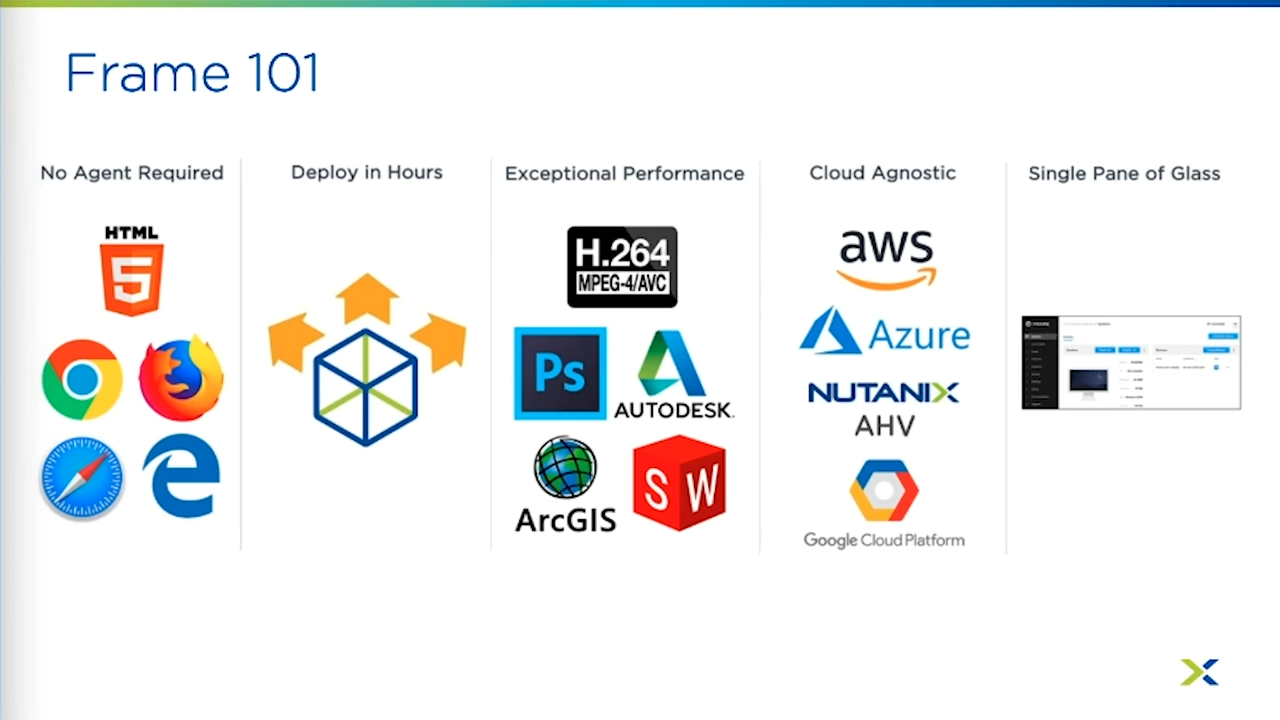 Frame 101
No Agent Required
HTML
5
Deploy in Hours
Exceptional Performance
H.264
MPEG-4/AVC
Ps
AUTODESK.
ArcGIS
S W
Cloud Agnostic
aws
Azure
NUTANIX
AHV
Google Cloud Platform
Single Pane of Glass